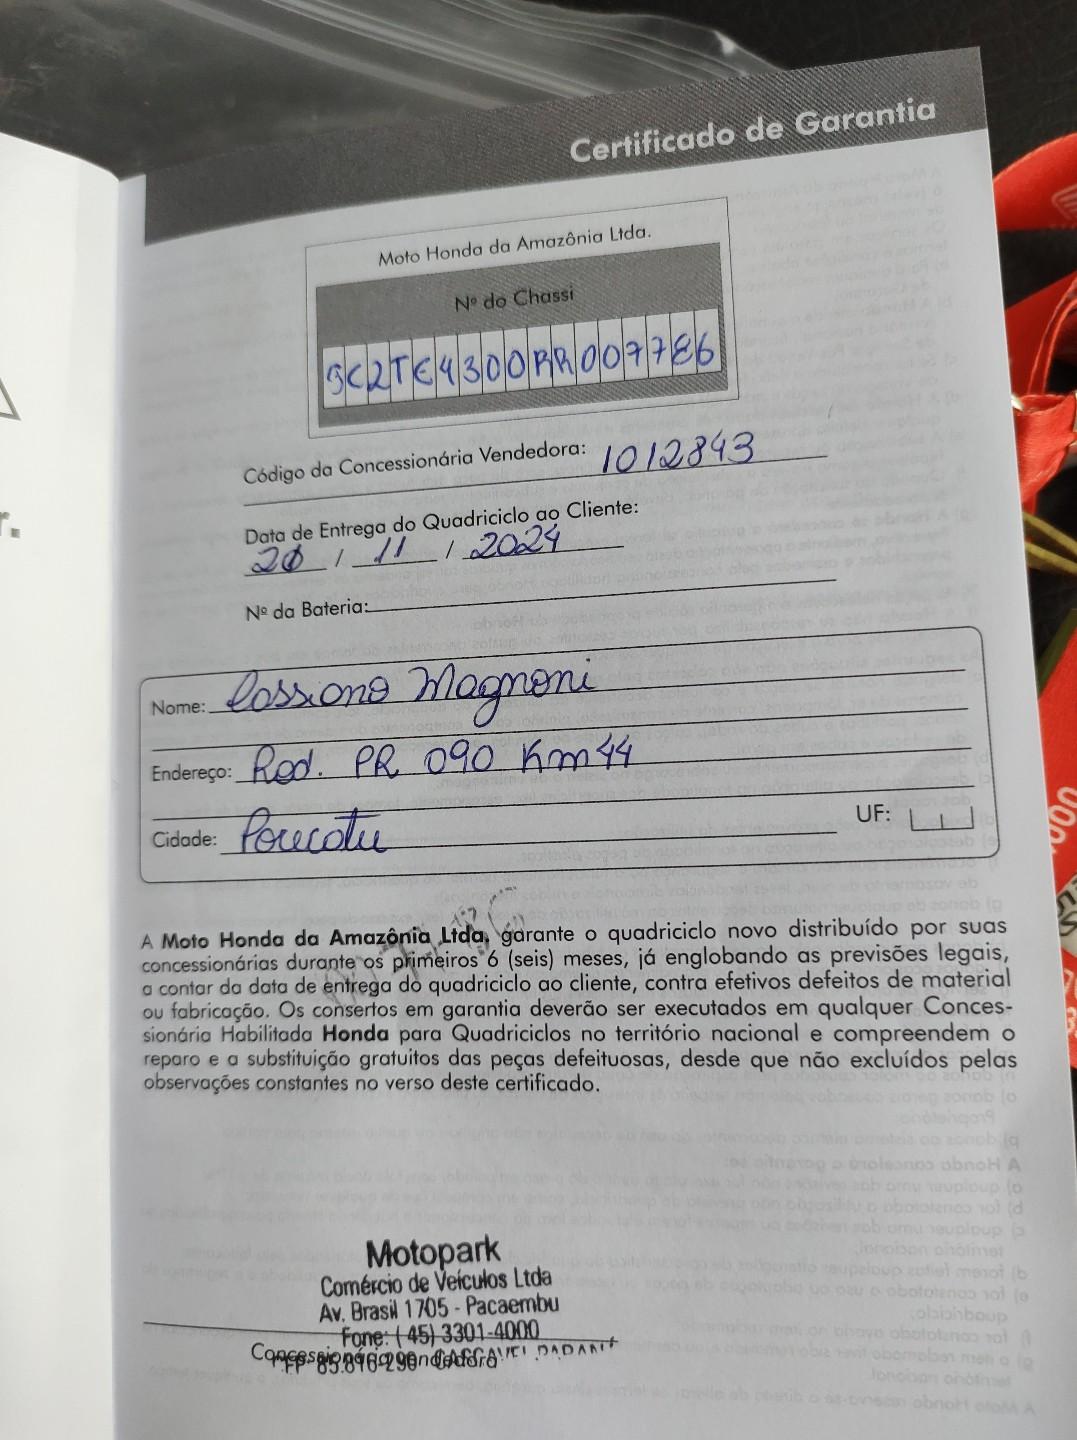 Certificado de Garantia
Moto Honda da Amazônia Ltda.
Nº do Chassi
9C2TE4300RR007786
Código da Concessionária Vendedora: 1012843
Data de Entrega do Quadriciclo ao Cliente:
/ 11 / 2024
Nº da Bateria:
Nome: Cassiano Magnoni
Endereço: Rod. PR 090 Km 44
Cidade:
UF:
A Moto Honda da Amazônia Ltda. garante o quadriciclo novo distribuído por suas
concessionárias durante os primeiros 6 (seis) meses, já englobando as previsões legais,
a contar da data de entrega do quadriciclo ao cliente, contra efetivos defeitos de material
ou fabricação. Os consertos em garantia deverão ser executados em qualquer Conces-
sionária Habilitada Honda para Quadriciclos no território nacional e compreendem o
reparo e a substituição gratuitos das peças defeituosas, desde que não excluídos pelas
observações constantes no verso deste certificado.
Motopark
Comércio de Veículos Ltda
Av. Brasil 1705 - Pacaembu
Fone: (45) 3301-4000
Concessionária Vendedora
85.816-290 CASCAVEL PARANÁ